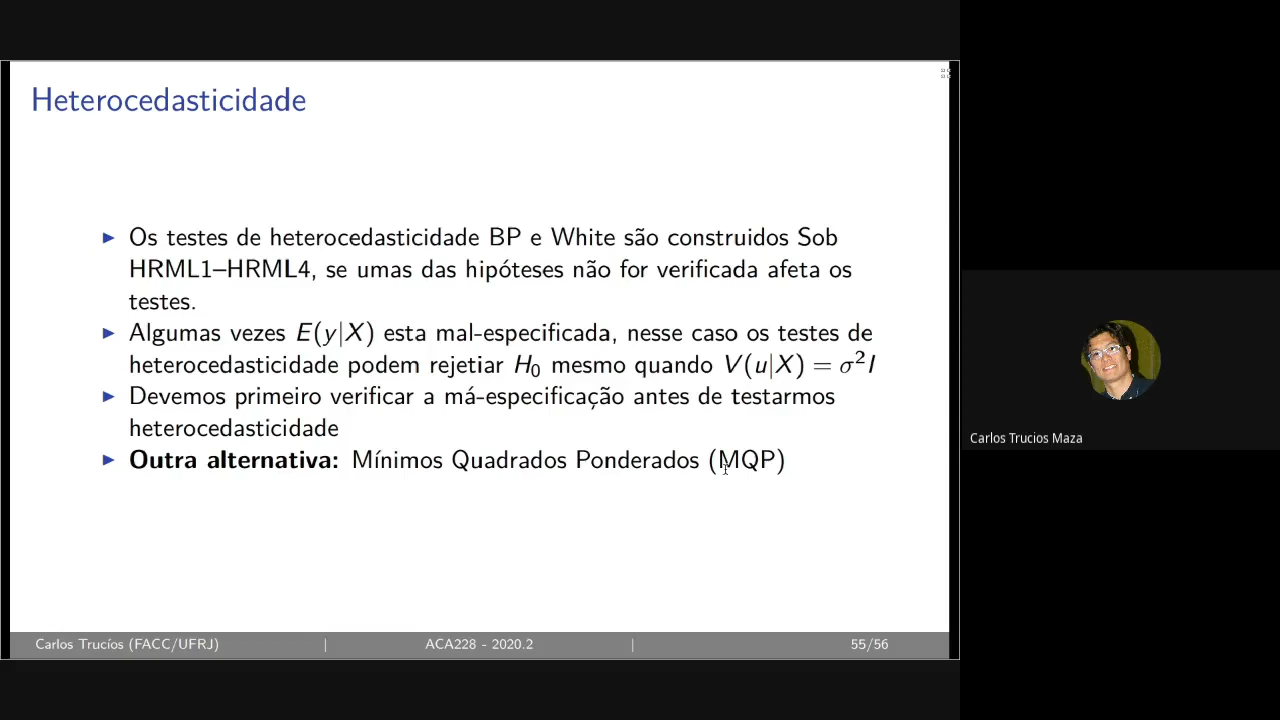 Heterocedasticidade
▶ Os testes de heterocedasticidade BP e White são construidos Sob
HRML1–HRML4, se umas das hipóteses não for verificada afeta os
testes.
▶ Algumas vezes E(y|X) esta mal-especificada, nesse caso os testes de
heterocedasticidade podem rejetiar H₀ mesmo quando V(u|X) = σ²I
▶ Devemos primeiro verificar a má-especificação antes de testarmos
heterocedasticidade
▶ Outra alternativa: Mínimos Quadrados Ponderados (MQP)
Carlos Trucíos (FACC/UFRJ) | ACA228 - 2020.2 | 55/56
Carlos Trucios Maza